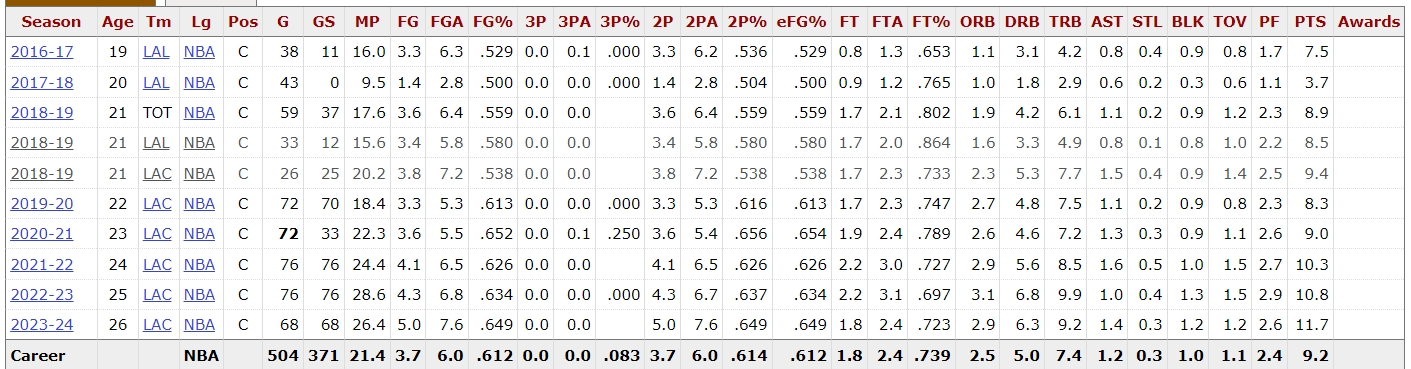 Season Age Tm Lg Pos G GS MP FG FGA FG% 3P 3PA 3P% 2P 2PA 2P% eFG% FT FTA FT% ORB DRB TRB AST STL BLK TOV PF PTS Awards
2016-17 19 LAL NBA C 38 11 16.0 3.3 6.3 .529 0.0 0.1 .000 3.3 6.2 .536 .529 0.8 1.3 .653 1.1 3.1 4.2 0.8 0.4 0.9 0.8 1.7 7.5
2017-18 20 LAL NBA C 43 0 9.5 1.4 2.8 .500 0.0 0.0 .000 1.4 2.8 .504 .500 0.9 1.2 .765 1.0 1.8 2.9 0.6 0.2 0.3 0.6 1.1 3.7
2018-19 21 TOT NBA C 59 37 17.6 3.6 6.4 .559 0.0 0.0 3.6 6.4 .559 .559 1.7 2.1 .802 1.9 4.2 6.1 1.1 0.2 0.9 1.2 2.3 8.9
2018-19 21 LAL NBA C 33 12 15.6 3.4 5.8 .580 0.0 0.0 3.4 5.8 .580 .580 1.7 2.0 .864 1.6 3.3 4.9 0.8 0.1 0.8 1.0 2.2 8.5
2018-19 21 LAC NBA C 26 25 20.2 3.8 7.2 .538 0.0 0.0 3.8 7.2 .538 .538 1.7 2.3 .733 2.3 5.3 7.7 1.5 0.4 0.9 1.4 2.5 9.4
2019-20 22 LAC NBA C 72 70 18.4 3.3 5.3 .613 0.0 0.0 .000 3.3 5.3 .616 .613 1.7 2.3 .747 2.7 4.8 7.5 1.1 0.2 0.9 0.8 2.3 8.3
2020-21 23 LAC NBA C 72 33 22.3 3.6 5.5 .652 0.0 0.1 .250 3.6 5.4 .656 .654 1.9 2.4 .789 2.6 4.6 7.2 1.3 0.3 0.9 1.1 2.6 9.0
2021-22 24 LAC NBA C 76 76 24.4 4.1 6.5 .626 0.0 0.0 4.1 6.5 .626 .626 2.2 3.0 .727 2.9 5.6 8.5 1.6 0.5 1.0 1.5 2.7 10.3
2022-23 25 LAC NBA C 76 76 28.6 4.3 6.8 .634 0.0 0.0 .000 4.3 6.7 .637 .634 2.2 3.1 .697 3.1 6.8 9.9 1.0 0.4 1.3 1.5 2.9 10.8
2023-24 26 LAC NBA C 68 68 26.4 5.0 7.6 .649 0.0 0.0 5.0 7.6 .649 .649 1.8 2.4 .723 2.9 6.3 9.2 1.4 0.3 1.2 1.2 2.6 11.7
Career NBA 504 371 21.4 3.7 6.0 .612 0.0 0.0 .083 3.7 6.0 .614 .612 1.8 2.4 .739 2.5 5.0 7.4 1.2 0.3 1.0 1.1 2.4 9.2